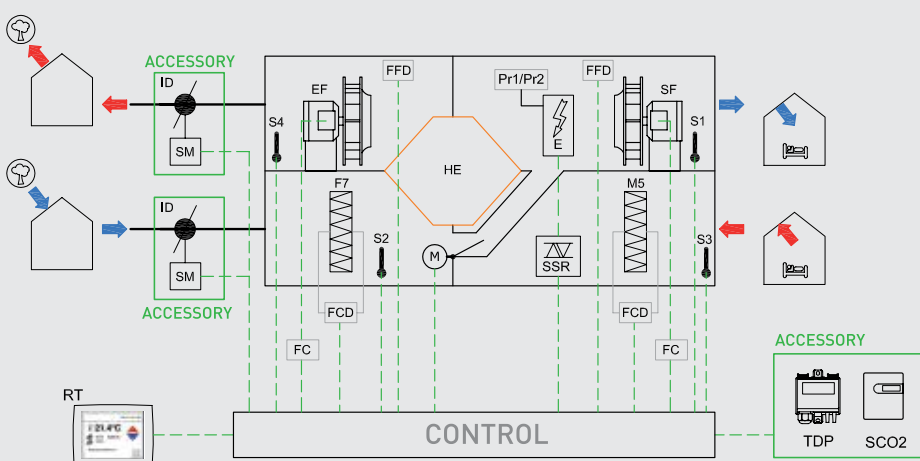 ACCESSORY
ID
SM
ID
SM
ACCESSORY
EF
FFD
S4
F7
S2
HE
M
Pr1/Pr2
E
FFD
SF
S1
M5
S3
SSR
FCD
FC
FCD
FC
RT
21.4°C
CONTROL
ACCESSORY
TDP
SCO2